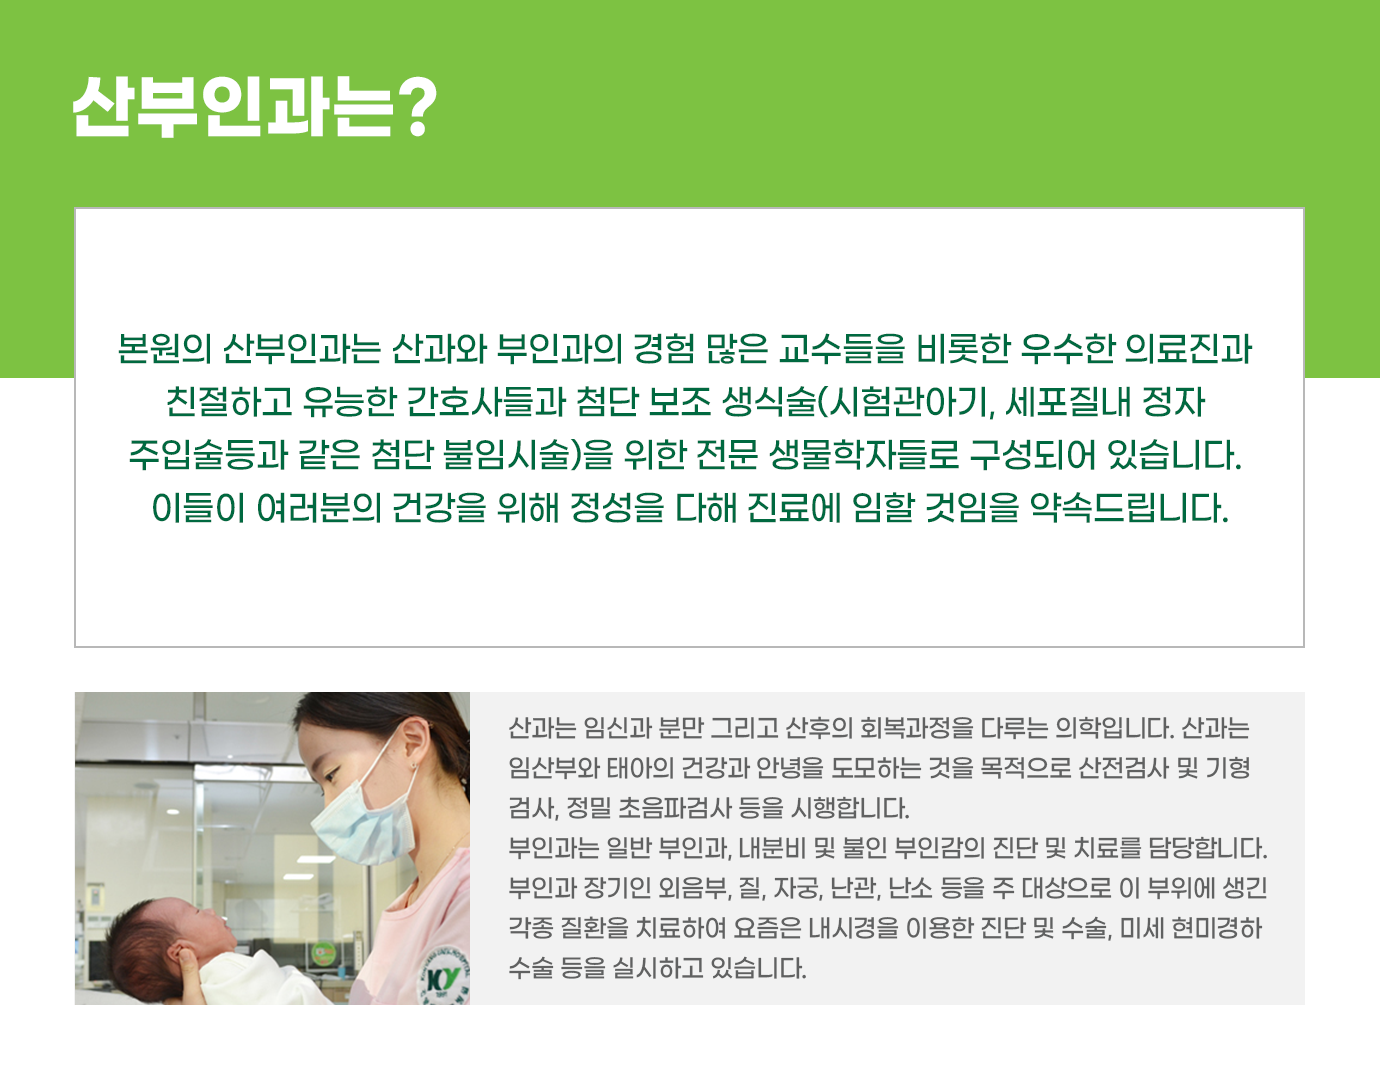 산부인과는?
본원의 산부인과는 산과와 부인과의 경험 많은 교수들을 비롯한 우수한 의료진과
친절하고 유능한 간호사들과 첨단 보조 생식술(시험관아기, 세포질내 정자
주입술등과 같은 첨단 불임시술)을 위한 전문 생물학자들로 구성되어 있습니다.
이들이 여러분의 건강을 위해 정성을 다해 진료에 임할 것임을 약속드립니다.
산과는 임신과 분만 그리고 산후의 회복과정을 다루는 의학입니다. 산과는
임산부와 태아의 건강과 안녕을 도모하는 것을 목적으로 산전검사 및 기형
검사, 정밀 초음파검사 등을 시행합니다.
부인과는 일반 부인과, 내분비 및 불인 부인감의 진단 및 치료를 담당합니다.
부인과 장기인 외음부, 질, 자궁, 난관, 난소 등을 주 대상으로 이 부위에 생긴
각종 질환을 치료하여 요즘은 내시경을 이용한 진단 및 수술, 미세 현미경하
수술 등을 실시하고 있습니다.
KY